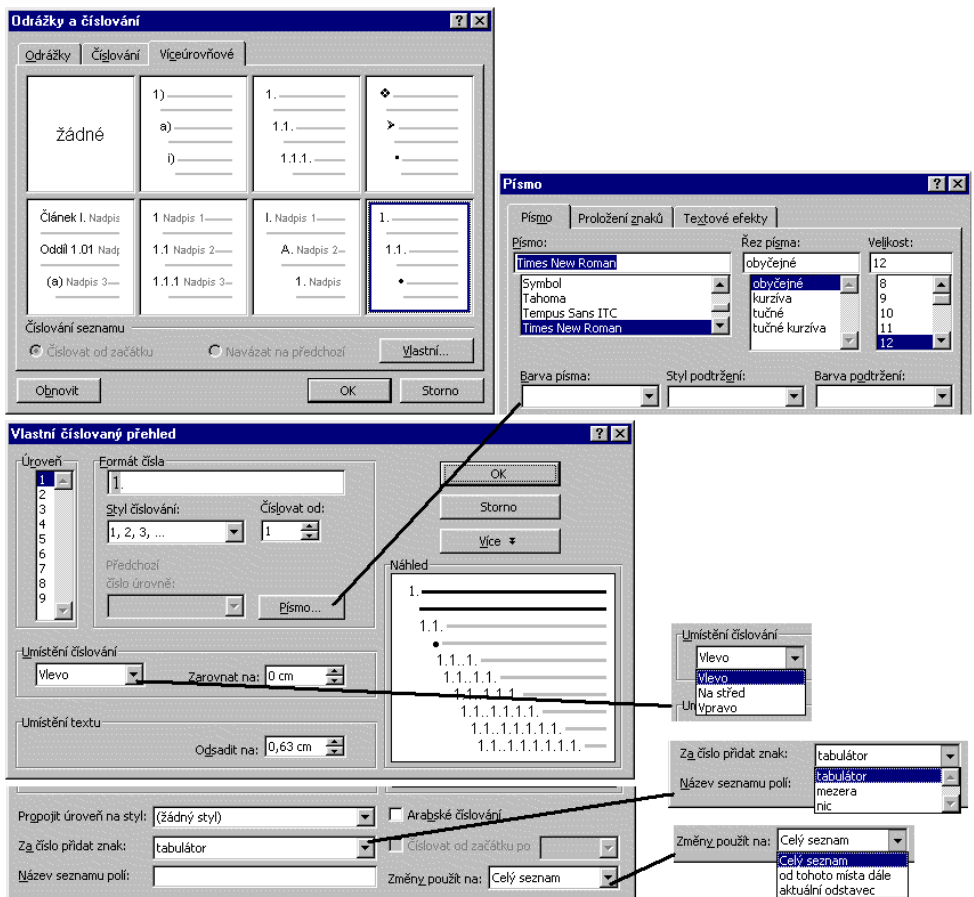 Odrážky a číslování
Odrážky Číslování Víceúrovňové
žádné
1)
a)
i)
1.
1.1.
1.1.1.
Článek I. Nadpis
Oddíl 1.01 Nadp
(a) Nadpis 3
1 Nadpis 1
1.1 Nadpis 2
1.1.1 Nadpis 3
I. Nadpis 1
A. Nadpis 2
1. Nadpis
1.
1.1.
Číslování seznamu
Číslovat od začátku
Navázat na předchozí
Vlastní...
Obnovit
OK
Storno
Písmo
Písmo Proložení znaků Textové efekty
Písmo: Řez písma: Velikost:
Times New Roman obyčejné 12
Symbol obyčejné 8
Tahoma kurzíva 9
Tempus Sans ITC tučné 10
Times New Roman tučné kurzíva 11
12
Barva písma: Styl podtržení: Barva podtržení:
Vlastní číslovaný přehled
Úroveň
1
2
3
4
5
6
7
8
9
Formát čísla
1.
Styl číslování: Číslovat od:
1, 2, 3, ... 1
Předchozí
číslo úrovně:
Písmo...
OK
Storno
Více
Náhled
1.
1.1.
1.1..1.
1.1..1.1.
1.1..1.1.1.
1.1..1.1.1.1.
1.1..1.1.1.1.1.
1.1..1.1.1.1.1.1.
Umístění číslování
Vlevo Zarovnat na: 0 cm
Umístění textu
Odsadit na: 0,63 cm
Umístění číslování
Vlevo
Vlevo
Na střed
Vpravo
Um
Propojit úroveň na styl: (žádný styl) Arabské číslování
Za číslo přidat znak: tabulátor Číslovat od začátku po
Název seznamu polí: Změny použít na: Celý seznam
Za číslo přidat znak: tabulátor
Název seznamu polí: tabulátor
mezera
nic
Změny použít na: Celý seznam
Celý seznam
od tohoto místa dále
aktuální odstavec